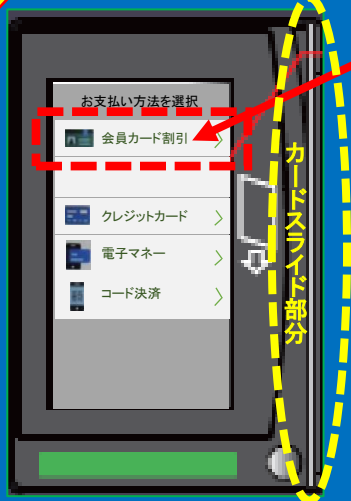 お支払い方法を選択
会員カード割引
クレジットカード
電子マネー
コード決済
カードスライド部分